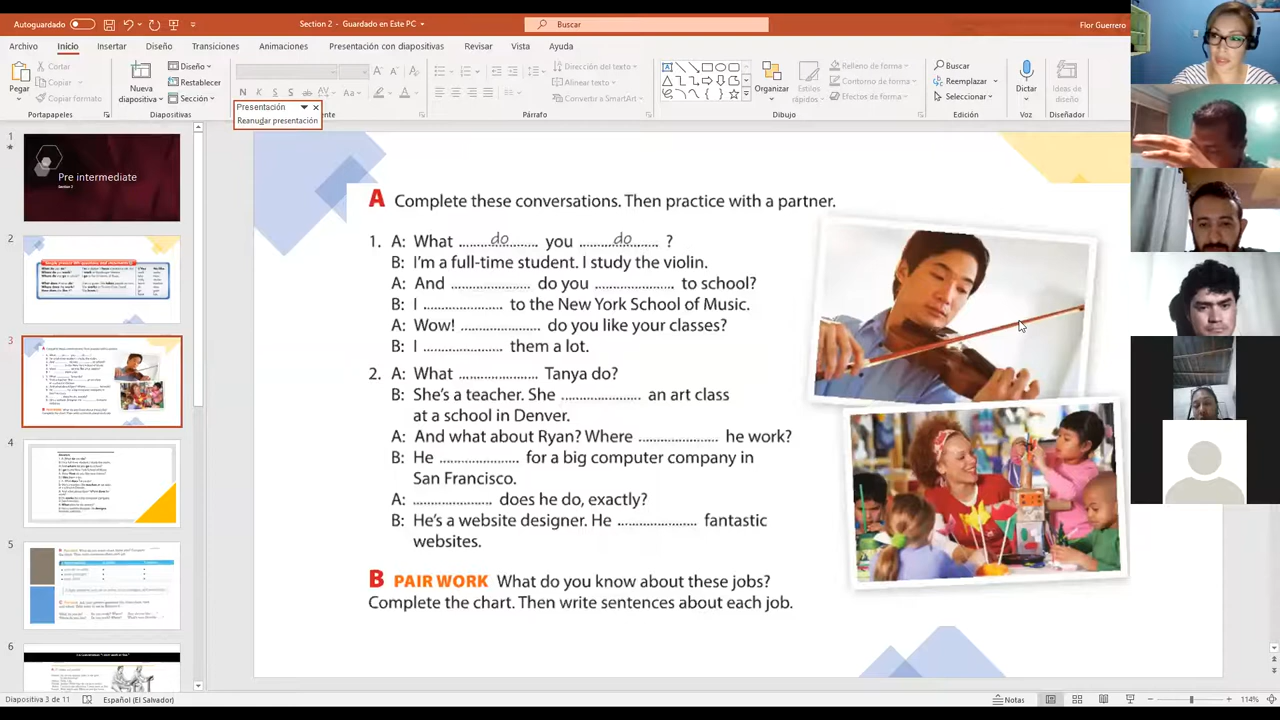 Autoguardado
Section 2 - Guardado en Este PC
Buscar
Flor Guerrero
Archivo Inicio Insertar Diseño Transiciones Animaciones Presentación con diapositivas Revisar Vista Ayuda
Pegar
Cortar
Copiar
Copiar formato
Portapapeles
Nueva diapositiva
Diseño
Restablecer
Sección
Diapositivas
Presentación
Reanudar presentación
Dirección del texto
Alinear texto
Convertir a SmartArt
Párrafo
Organizar
Estilos rápidos
Relleno de forma
Contorno de forma
Efectos de forma
Dibujo
Buscar
Reemplazar
Seleccionar
Edición
Dictar
Voz
Ideas de diseño
Diseñador
1
Pre intermediate
Section 2
2
3
4
5
6
A Complete these conversations. Then practice with a partner.
1. A: What ........do........ you ........do........ ?
B: I'm a full-time student. I study the violin.
A: And .................... do you .................... to school?
B: I .................... to the New York School of Music.
A: Wow! .................... do you like your classes?
B: I .................... them a lot.
2. A: What .................... Tanya do?
B: She's a teacher. She .................... an art class
at a school in Denver.
A: And what about Ryan? Where .................... he work?
B: He .................... for a big computer company in
San Francisco.
A: .................... does he do, exactly?
B: He's a website designer. He .................... fantastic
websites.
B PAIR WORK What do you know about these jobs?
Complete the chart. Then write sentences about each job.
Diapositiva 3 de 11
Español (El Salvador)
Notas
114%